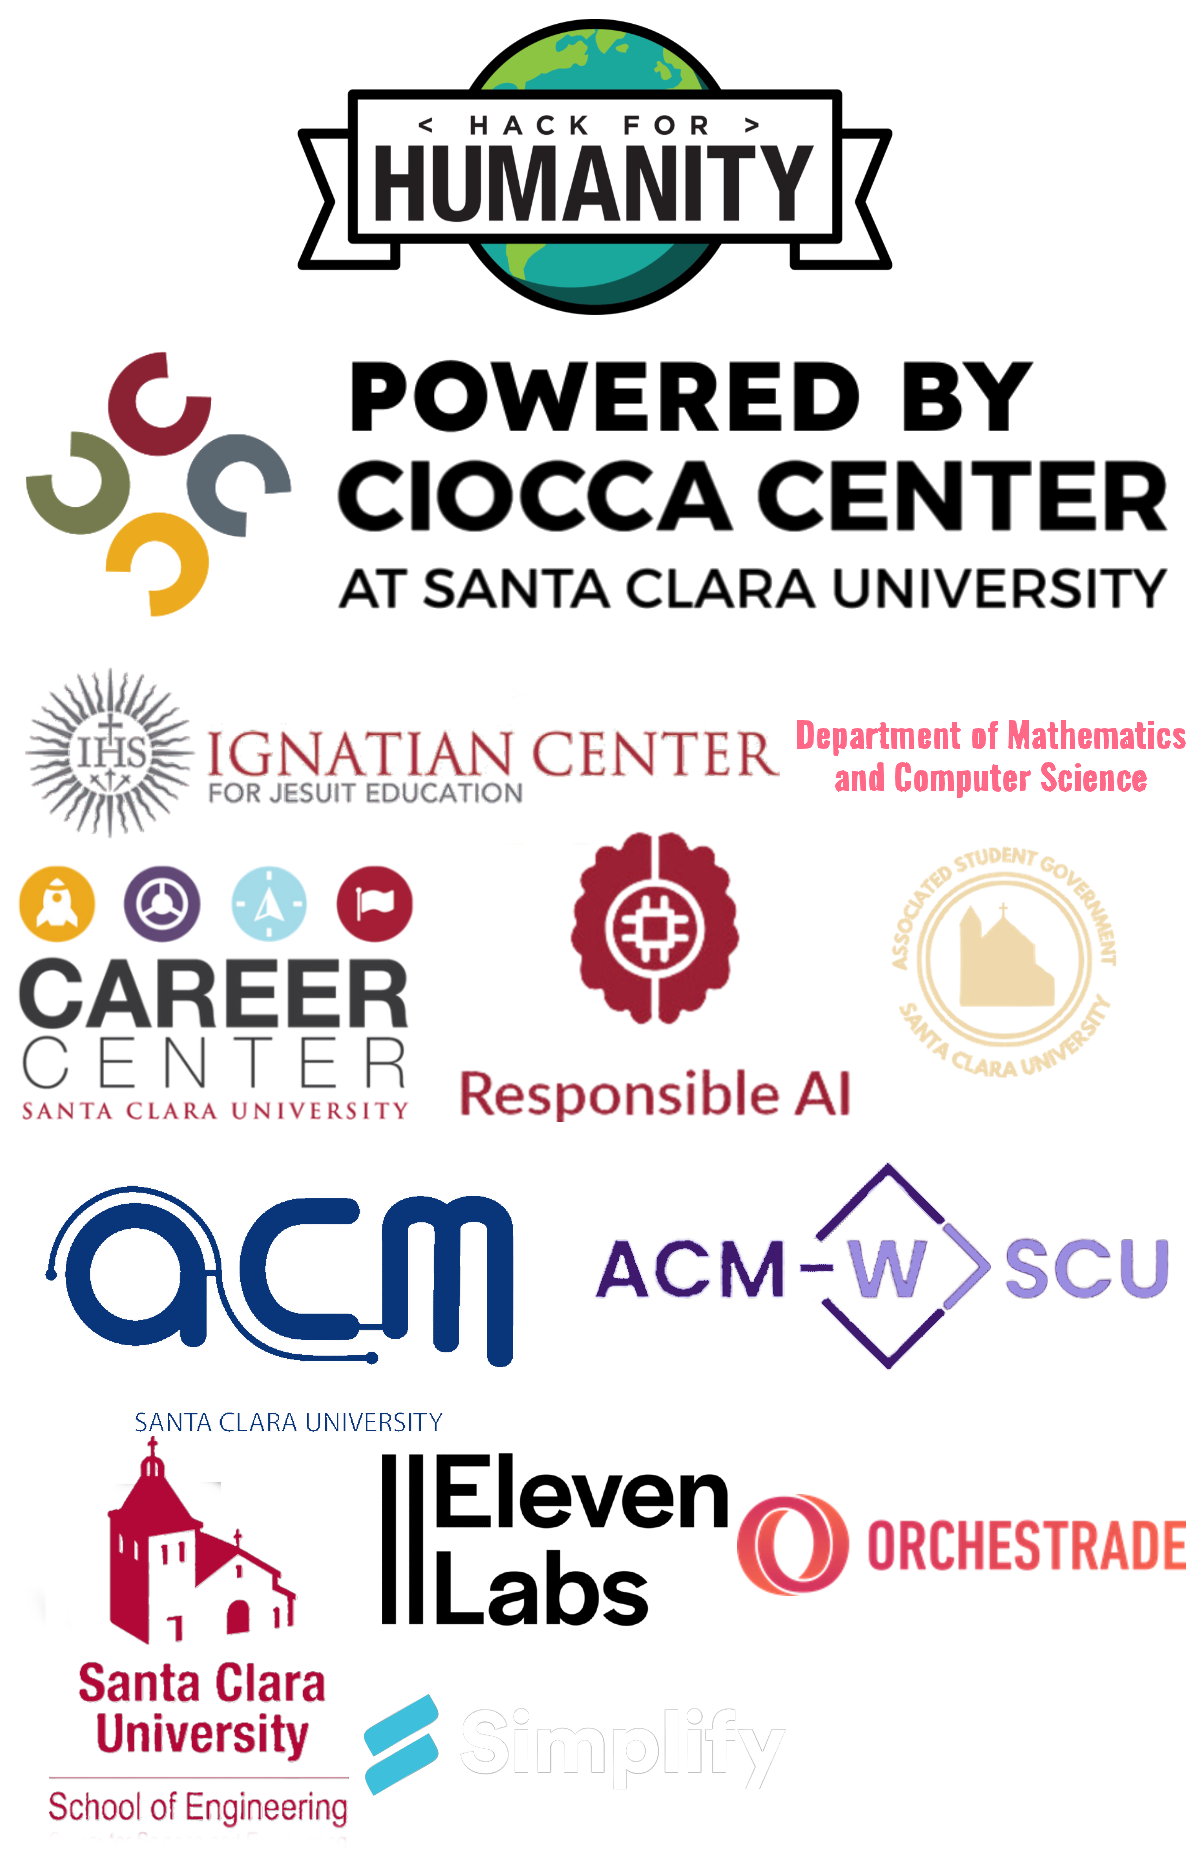 < HACK FOR >
HUMANITY
POWERED BY
CIOCCA CENTER
AT SANTA CLARA UNIVERSITY
IHS
IGNATIAN CENTER
FOR JESUIT EDUCATION
Department of Mathematics
and Computer Science
CAREER
CENTER
SANTA CLARA UNIVERSITY
Responsible AI
ASSOCIATED STUDENT GOVERNMENT
SANTA CLARA UNIVERSITY
acm
SANTA CLARA UNIVERSITY
ACM-W SCU
Santa Clara
University
School of Engineering
Eleven
Labs
ORCHESTRADE
Simplify